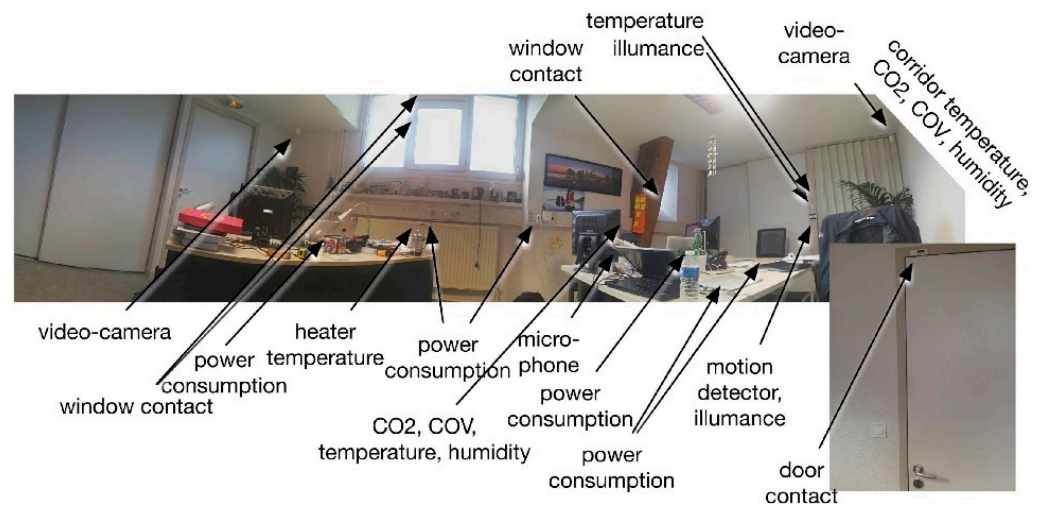 temperature
illumance
video-
camera
window
contact
corridor temperature,
CO2, COV, humidity
video-camera
power
consumption
window contact
heater
temperature
power
consumption
CO2, COV,
temperature, humidity
micro-
phone
power
consumption
power
consumption
motion
detector,
illumance
door
contact